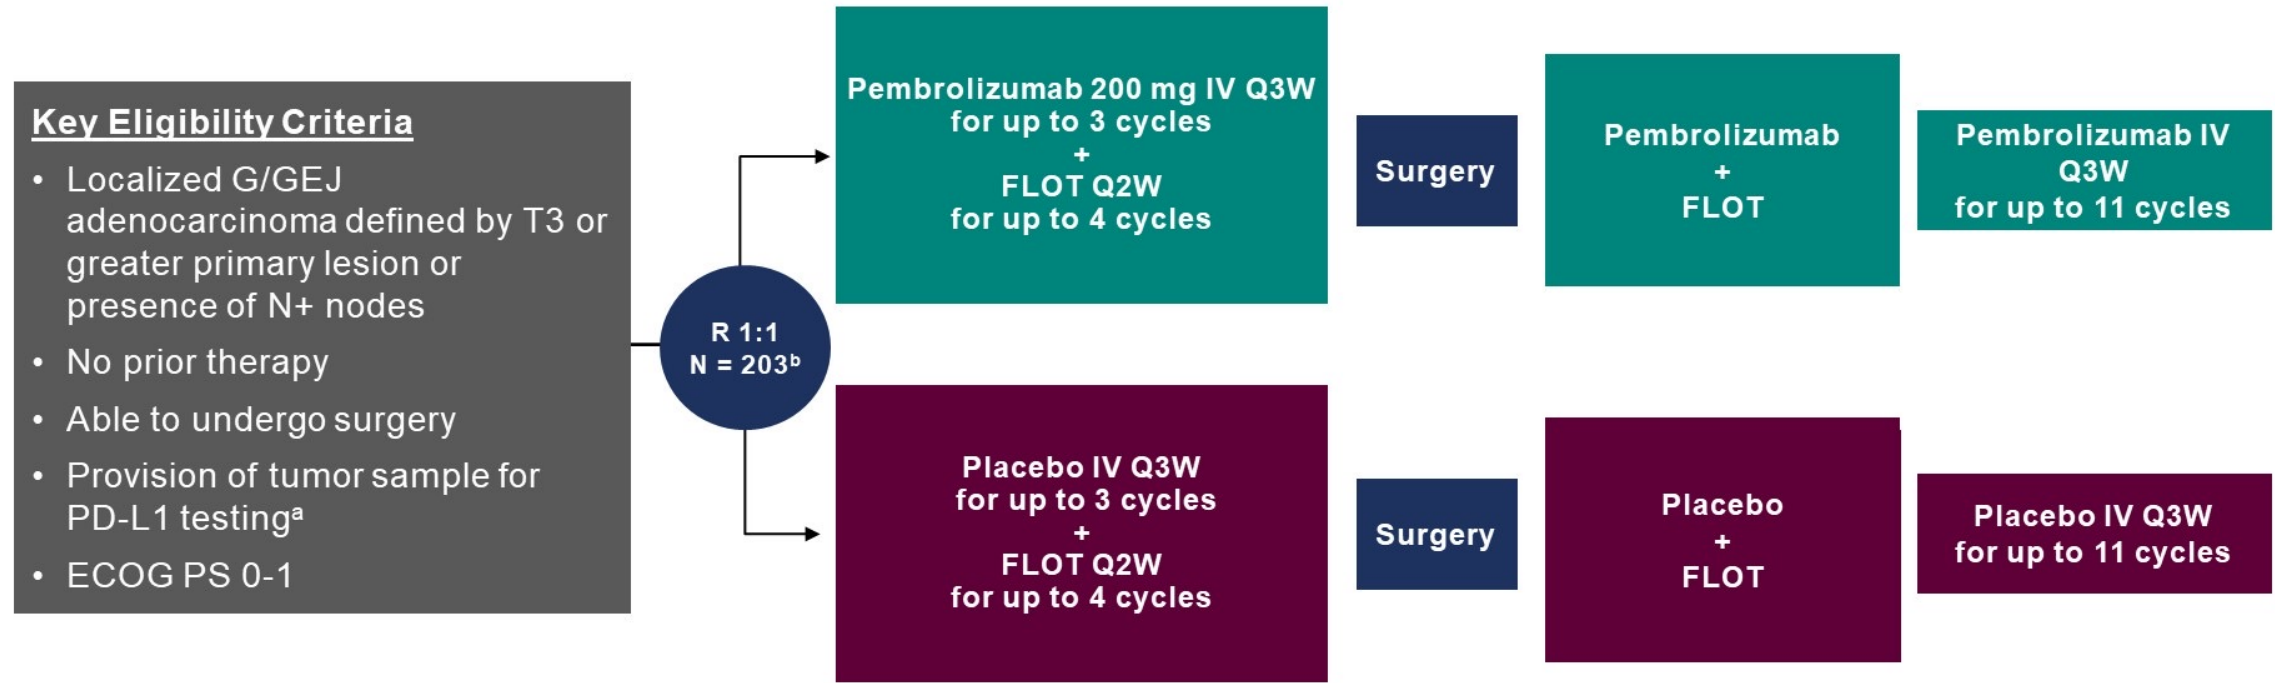 Key Eligibility Criteria
• Localized G/GEJ
adenocarcinoma defined by T3 or
greater primary lesion or
presence of N+ nodes
• No prior therapy
• Able to undergo surgery
• Provision of tumor sample for
PD-L1 testingᵃ
• ECOG PS 0-1
R 1:1
N = 203ᵇ
Pembrolizumab 200 mg IV Q3W
for up to 3 cycles
+
FLOT Q2W
for up to 4 cycles
Surgery
Pembrolizumab
+
FLOT
Pembrolizumab IV
Q3W
for up to 11 cycles
Placebo IV Q3W
for up to 3 cycles
+
FLOT Q2W
for up to 4 cycles
Surgery
Placebo
+
FLOT
Placebo IV Q3W
for up to 11 cycles